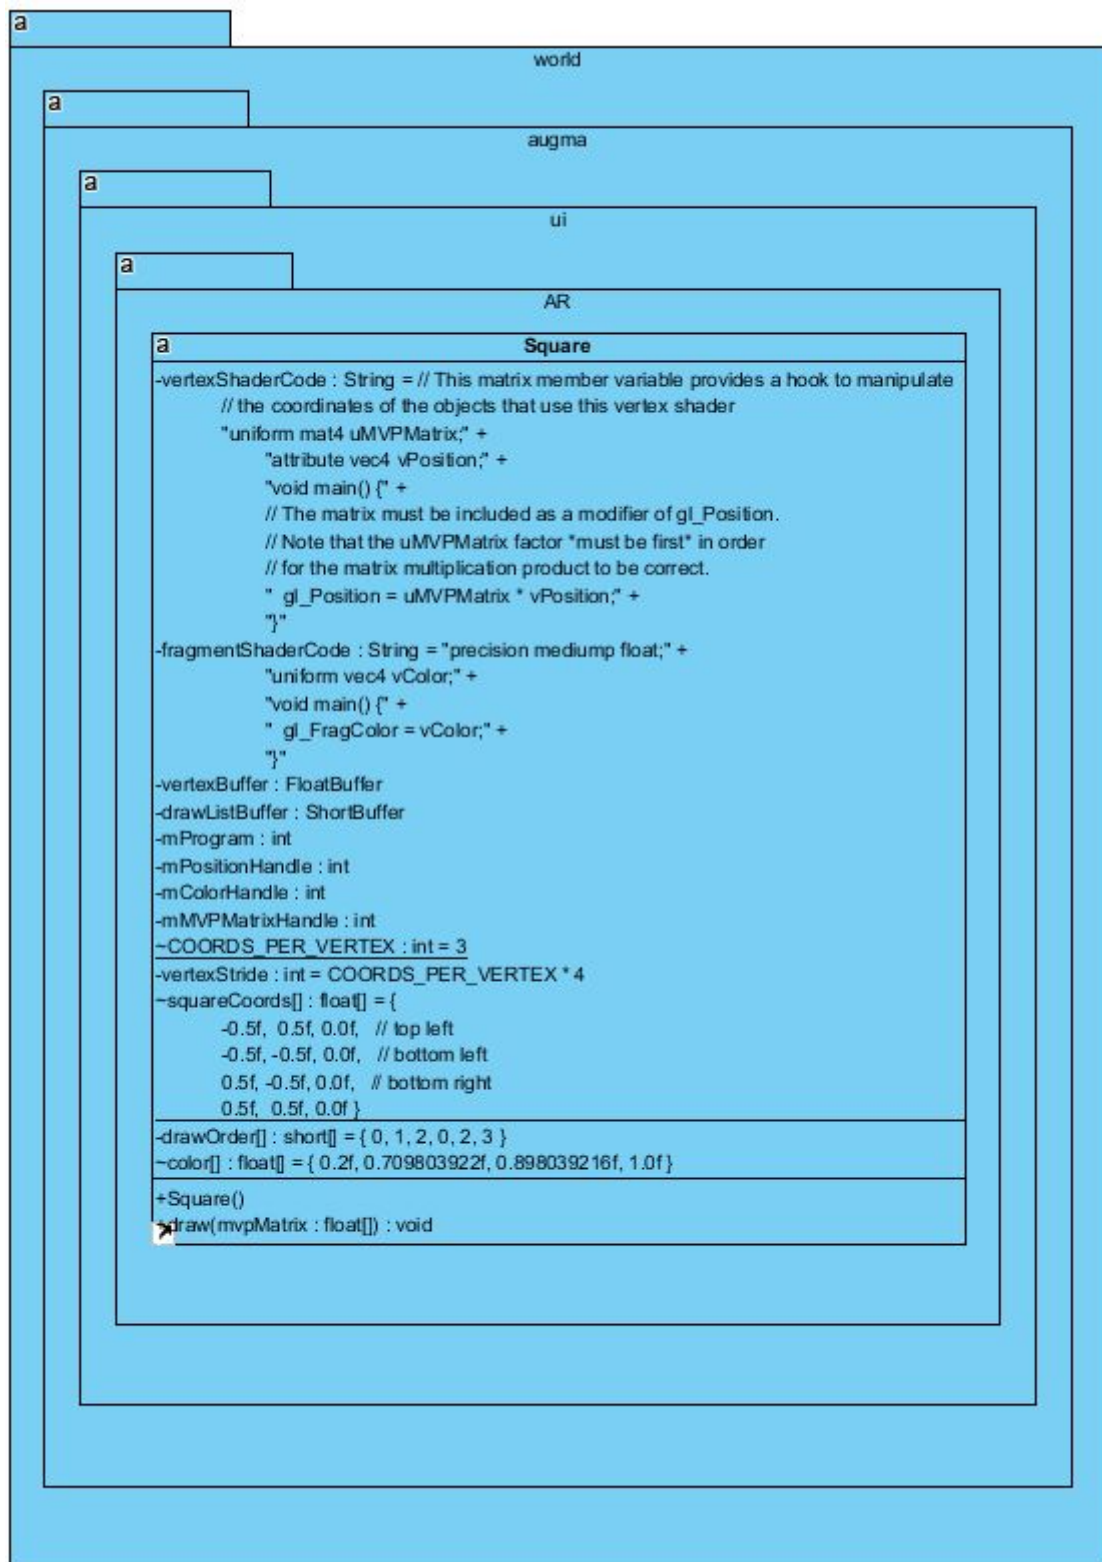 a
world
a
augma
a
ui
a
AR
a
Square
-vertexShaderCode : String = // This matrix member variable provides a hook to manipulate
// the coordinates of the objects that use this vertex shader
"uniform mat4 uMVPMatrix;" +
"attribute vec4 vPosition;" +
"void main() {" +
// The matrix must be included as a modifier of gl_Position.
// Note that the uMVPMatrix factor *must be first* in order
// for the matrix multiplication product to be correct.
"  gl_Position = uMVPMatrix * vPosition;" +
"}"
-fragmentShaderCode : String = "precision mediump float;" +
"uniform vec4 vColor;" +
"void main() {" +
"  gl_FragColor = vColor;" +
"}"
-vertexBuffer : FloatBuffer
-drawListBuffer : ShortBuffer
-mProgram : int
-mPositionHandle : int
-mColorHandle : int
-mMVPMatrixHandle : int
~COORDS_PER_VERTEX : int = 3
-vertexStride : int = COORDS_PER_VERTEX * 4
~squareCoords[] : float[] = {
-0.5f,  0.5f, 0.0f,   // top left
-0.5f, -0.5f, 0.0f,   // bottom left
0.5f, -0.5f, 0.0f,   // bottom right
0.5f,  0.5f, 0.0f }
-drawOrder[] : short[] = { 0, 1, 2, 0, 2, 3 }
~color[] : float[] = { 0.2f, 0.709803922f, 0.898039216f, 1.0f }
+Square()
+draw(mvpMatrix : float[]) : void